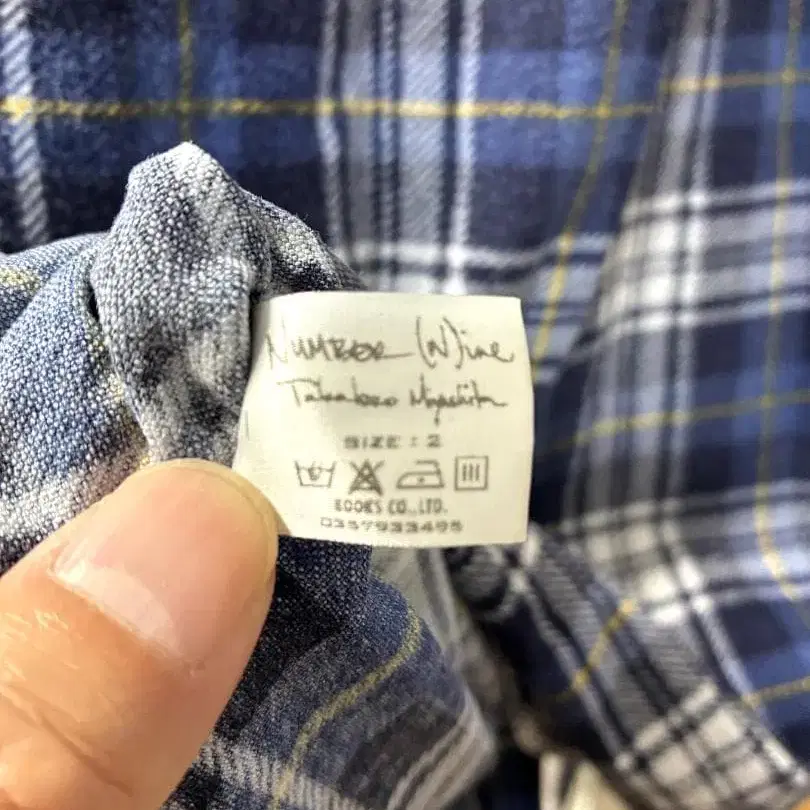 NUMBER (N)ine
Takahiro Miyashita
SIZE : 2
KOOKS CO.,LTD.
0357933495